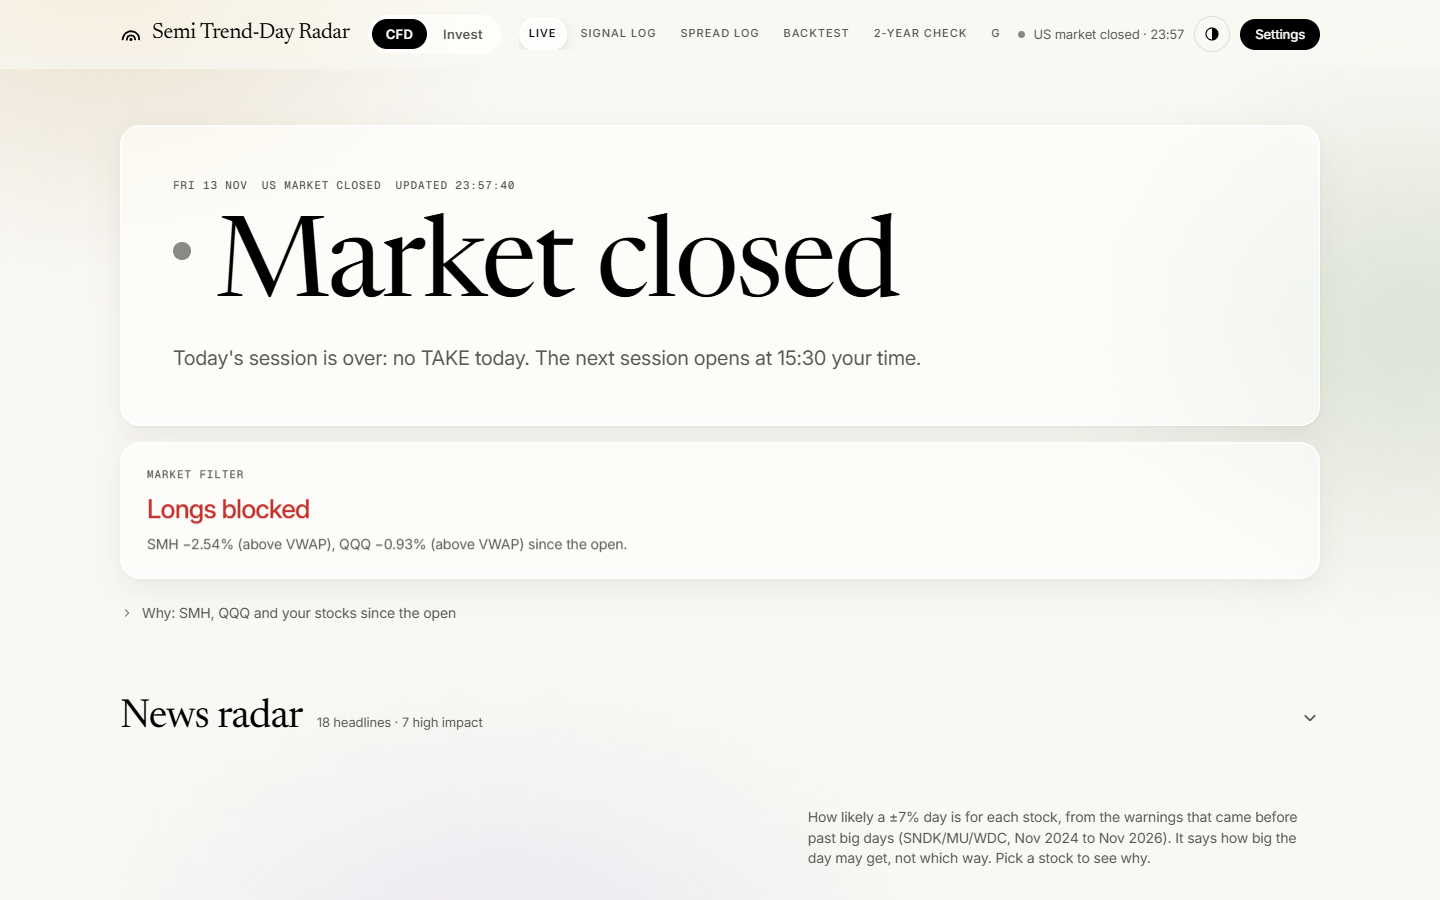 Semi Trend-Day Radar CFD Invest LIVE SIGNAL LOG SPREAD LOG BACKTEST 2-YEAR CHECK G US market closed · 23:57 Settings
FRI 13 NOV US MARKET CLOSED UPDATED 23:57:40
Market closed
Today's session is over: no TAKE today. The next session opens at 15:30 your time.
MARKET FILTER
Longs blocked
SMH −2.54% (above VWAP), QQQ −0.93% (above VWAP) since the open.
Why: SMH, QQQ and your stocks since the open
News radar 18 headlines · 7 high impact
How likely a ±7% day is for each stock, from the warnings that came before
past big days (SNDK/MU/WDC, Nov 2024 to Nov 2026). It says how big the
day may get, not which way. Pick a stock to see why.